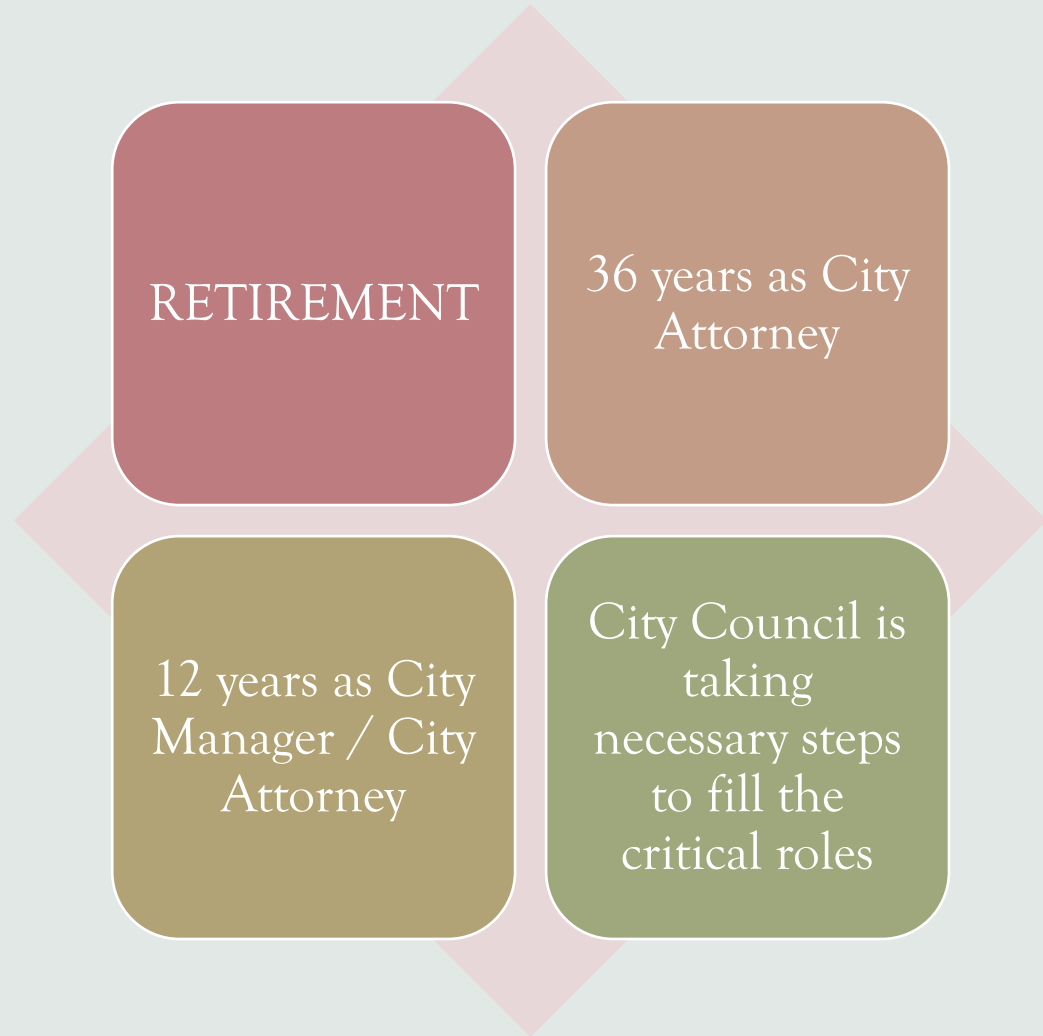 RETIREMENT
36 years as City
Attorney
12 years as City
Manager / City
Attorney
City Council is
taking
necessary steps
to fill the
critical roles